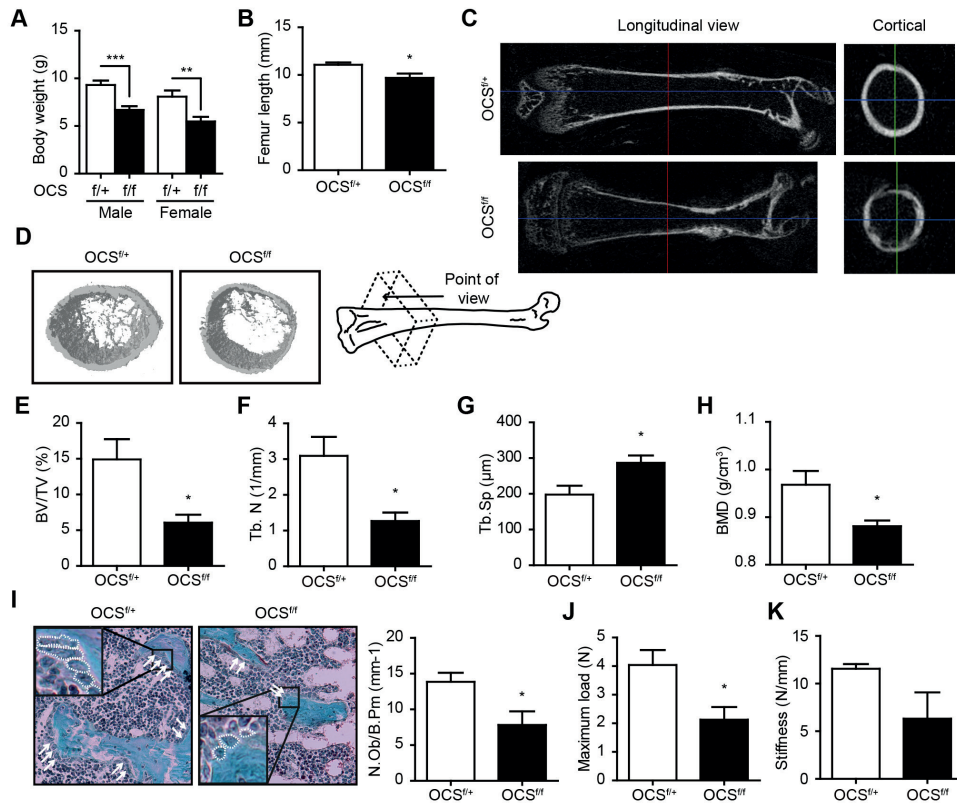 A
Body weight (g)
15
10
5
0
***
**
OCS f/+ f/f f/+ f/f
Male Female
B
Femur length (mm)
15
10
5
0
*
OCSf/+ OCSf/f
C
Longitudinal view Cortical
OCSf/+
OCSf/f
D
OCSf/+ OCSf/f
Point of
view
E
BV/TV (%)
20
15
10
5
0
*
OCSf/+ OCSf/f
F
Tb. N (1/mm)
4
3
2
1
0
*
OCSf/+ OCSf/f
G
Tb.Sp (µm)
400
300
200
100
0
*
OCSf/+ OCSf/f
H
BMD (g/cm³)
1.1
1.0
0.9
0.8
*
OCSf/+ OCSf/f
I
OCSf/+ OCSf/f
N.Ob/B.Pm (mm-1)
20
15
10
5
0
*
OCSf/+ OCSf/f
J
Maximum load (N)
5
4
3
2
1
0
*
OCSf/+ OCSf/f
K
Stiffness (N/mm)
15
10
5
0
OCSf/+ OCSf/f